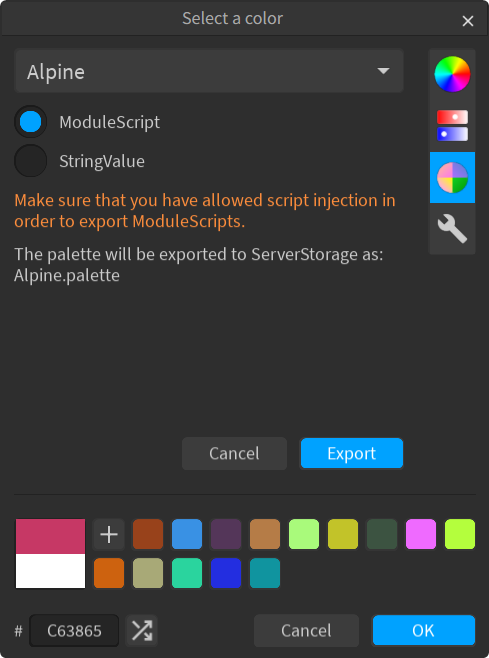 Select a color
Alpine
ModuleScript
StringValue
Make sure that you have allowed script injection in
order to export ModuleScripts.
The palette will be exported to ServerStorage as:
Alpine.palette
Cancel
Export
# C63865
Cancel
OK